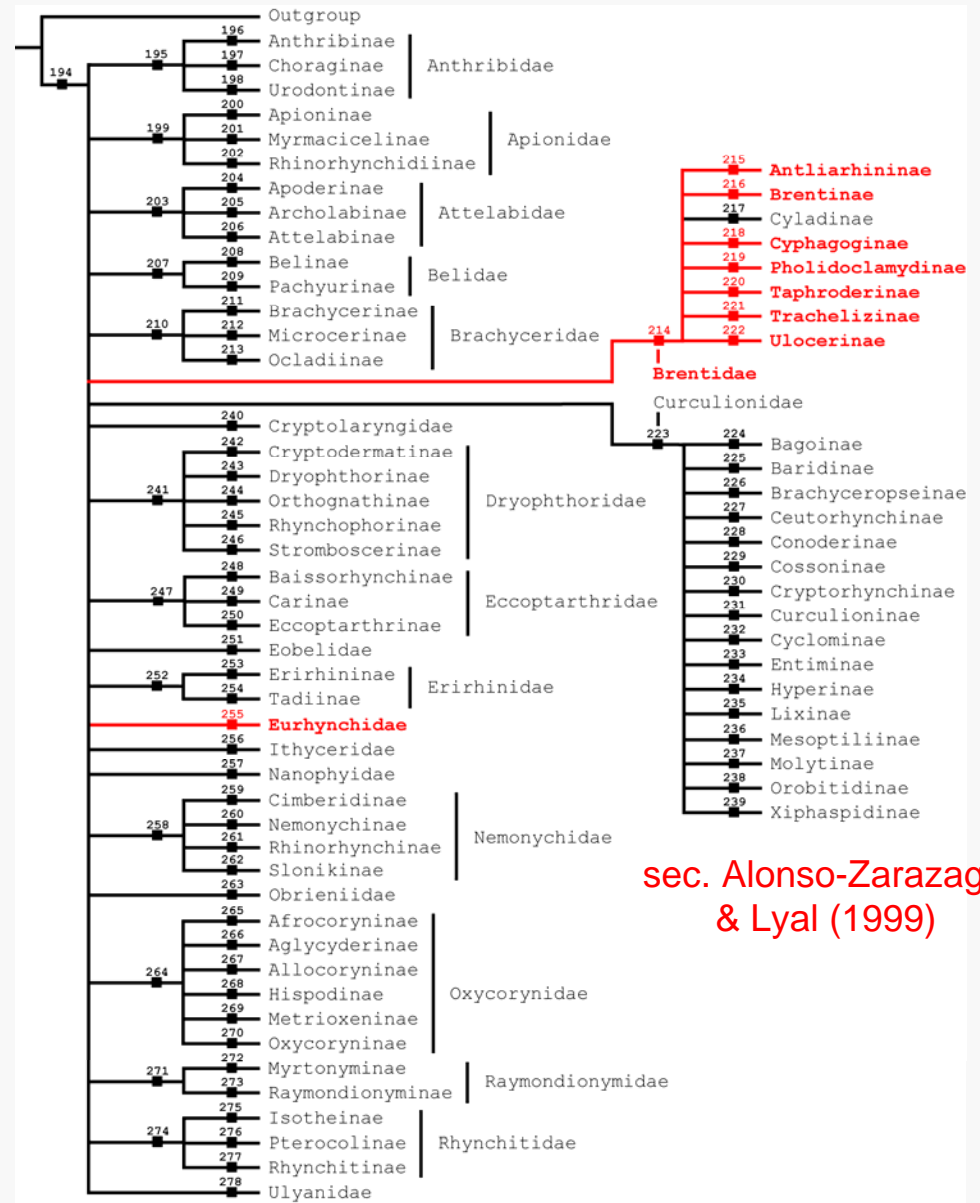 Outgroup
194
195
196 Anthribinae
197 Choraginae
198 Urodontinae
Anthribidae
199
200 Apioninae
201 Myrmacicelinae
202 Rhinorhynchidiinae
Apionidae
203
204 Apoderinae
205 Archolabinae
206 Attelabinae
Attelabidae
207
208 Belinae
209 Pachyurinae
Belidae
210
211 Brachycerinae
212 Microcerinae
213 Ocladiinae
Brachyceridae
214
Brentidae
215 Antliarhininae
216 Brentinae
217 Cyladinae
218 Cyphagoginae
219 Pholidoclamydinae
220 Taphroderinae
221 Trachelizinae
222 Ulocerinae
Curculionidae
223
224 Bagoinae
225 Baridinae
226 Brachyceropseinae
227 Ceutorhynchinae
228 Conoderinae
229 Cossoninae
230 Cryptorhynchinae
231 Curculioninae
232 Cyclominae
233 Entiminae
234 Hyperinae
235 Lixinae
236 Mesoptiliinae
237 Molytinae
238 Orobitidinae
239 Xiphaspidinae
240 Cryptolaryngidae
241
242 Cryptodermatinae
243 Dryophthorinae
244 Orthognathinae
245 Rhynchophorinae
246 Stromboscerinae
Dryophthoridae
247
248 Baissorhynchinae
249 Carinae
250 Eccoptarthrinae
Eccoptarthridae
251 Eobelidae
252
253 Erirhininae
254 Tadiinae
Erirhinidae
255 Eurhynchidae
256 Ithyceridae
257 Nanophyidae
258
259 Cimberidinae
260 Nemonychinae
261 Rhinorhynchinae
262 Slonikinae
Nemonychidae
263 Obrieniidae
264
265 Afrocoryninae
266 Aglycyderinae
267 Allocoryninae
268 Hispodinae
269 Metrioxeninae
270 Oxycoryninae
Oxycorynidae
271
272 Myrtonyminae
273 Raymondionyminae
Raymondionymidae
274
275 Isotheinae
276 Pterocolinae
277 Rhynchitinae
Rhynchitidae
278 Ulyanidae
sec. Alonso-Zarazag
& Lyal (1999)